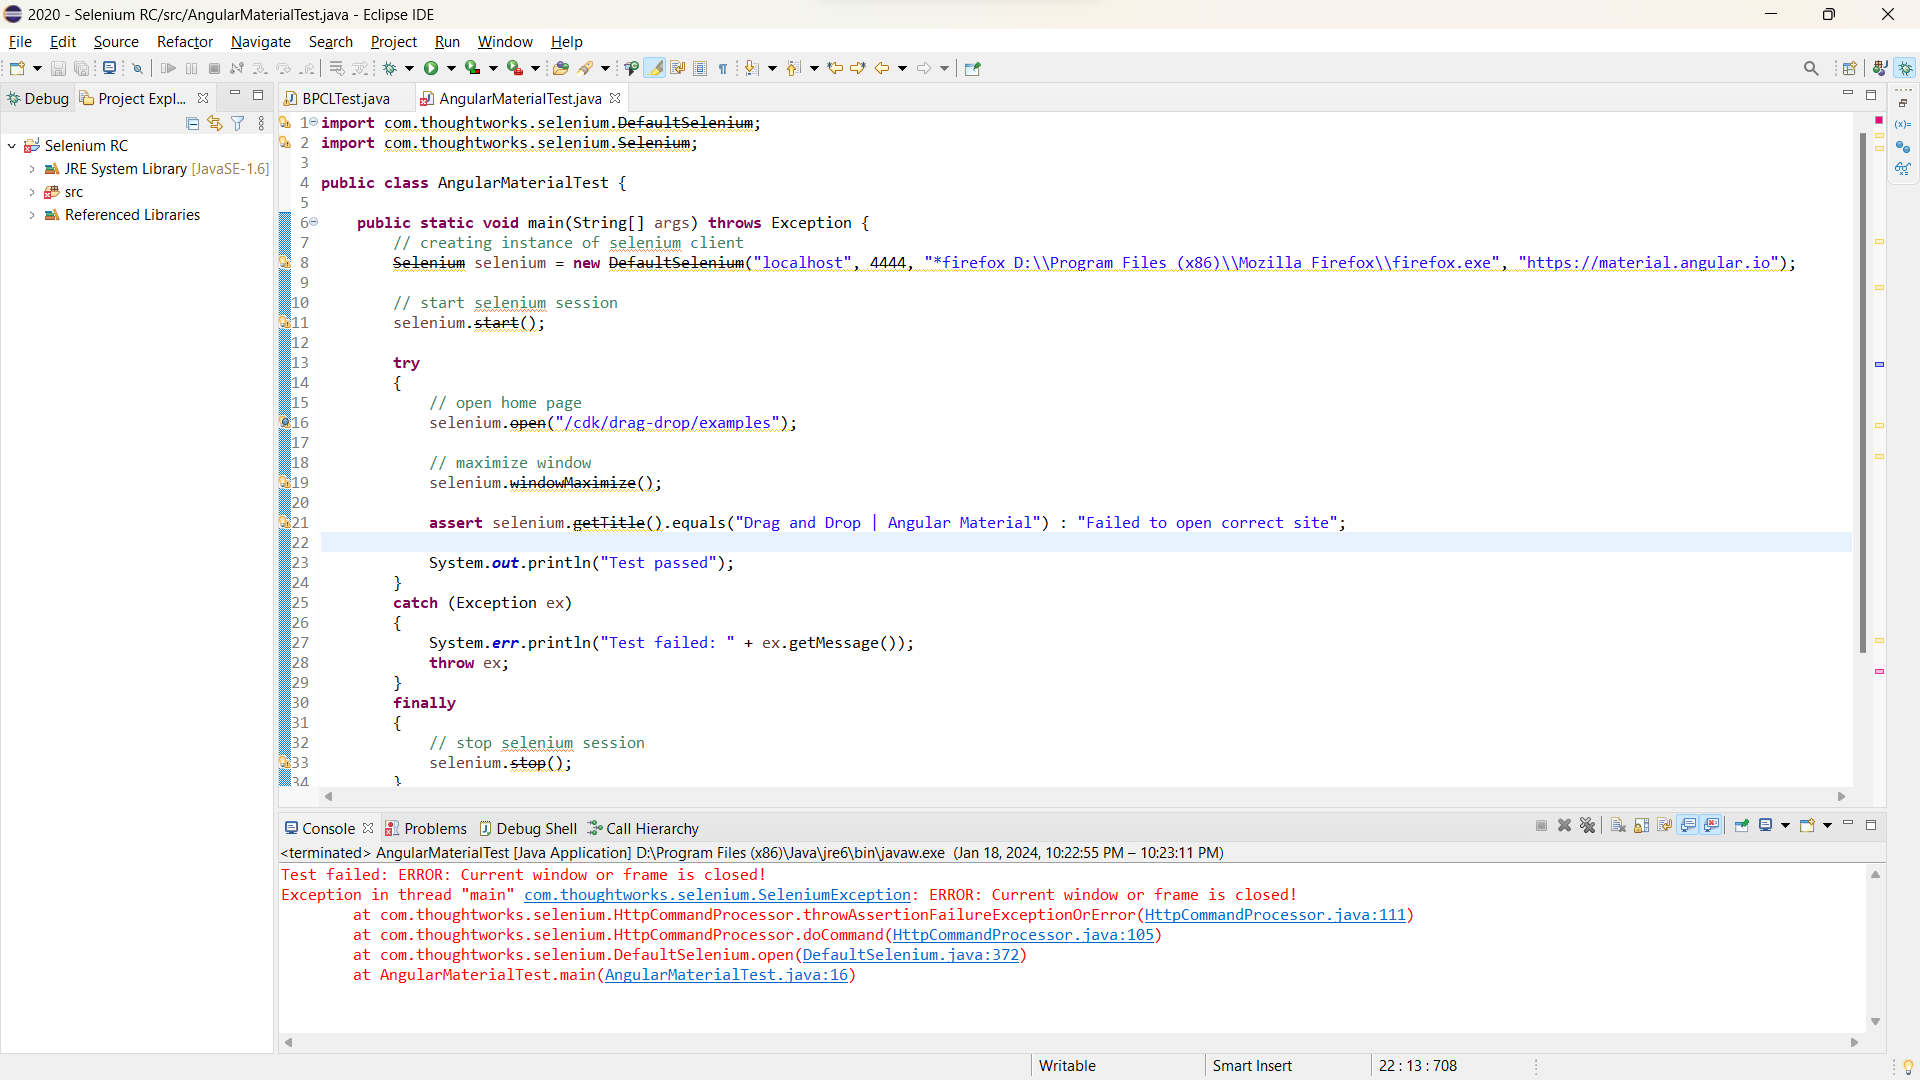 2020 - Selenium RC/src/AngularMaterialTest.java - Eclipse IDE
File Edit Source Refactor Navigate Search Project Run Window Help
Debug Project Expl... BPCLTest.java AngularMaterialTest.java
Selenium RC
JRE System Library [JavaSE-1.6]
src
Referenced Libraries
1 import com.thoughtworks.selenium.DefaultSelenium;
2 import com.thoughtworks.selenium.Selenium;
3
4 public class AngularMaterialTest {
5
6 public static void main(String[] args) throws Exception {
7 // creating instance of selenium client
8 Selenium selenium = new DefaultSelenium("localhost", 4444, "*firefox D:\\Program Files (x86)\\Mozilla Firefox\\firefox.exe", "https://material.angular.io");
9
10 // start selenium session
11 selenium.start();
12
13 try
14 {
15 // open home page
16 selenium.open("/cdk/drag-drop/examples");
17
18 // maximize window
19 selenium.windowMaximize();
20
21 assert selenium.getTitle().equals("Drag and Drop | Angular Material") : "Failed to open correct site";
22
23 System.out.println("Test passed");
24 }
25 catch (Exception ex)
26 {
27 System.err.println("Test failed: " + ex.getMessage());
28 throw ex;
29 }
30 finally
31 {
32 // stop selenium session
33 selenium.stop();
34 }
Console Problems Debug Shell Call Hierarchy
<terminated> AngularMaterialTest [Java Application] D:\Program Files (x86)\Java\jre6\bin\javaw.exe (Jan 18, 2024, 10:22:55 PM – 10:23:11 PM)
Test failed: ERROR: Current window or frame is closed!
Exception in thread "main" com.thoughtworks.selenium.SeleniumException: ERROR: Current window or frame is closed!
at com.thoughtworks.selenium.HttpCommandProcessor.throwAssertionFailureExceptionOrError(HttpCommandProcessor.java:111)
at com.thoughtworks.selenium.HttpCommandProcessor.doCommand(HttpCommandProcessor.java:105)
at com.thoughtworks.selenium.DefaultSelenium.open(DefaultSelenium.java:372)
at AngularMaterialTest.main(AngularMaterialTest.java:16)
Writable Smart Insert 22 : 13 : 708